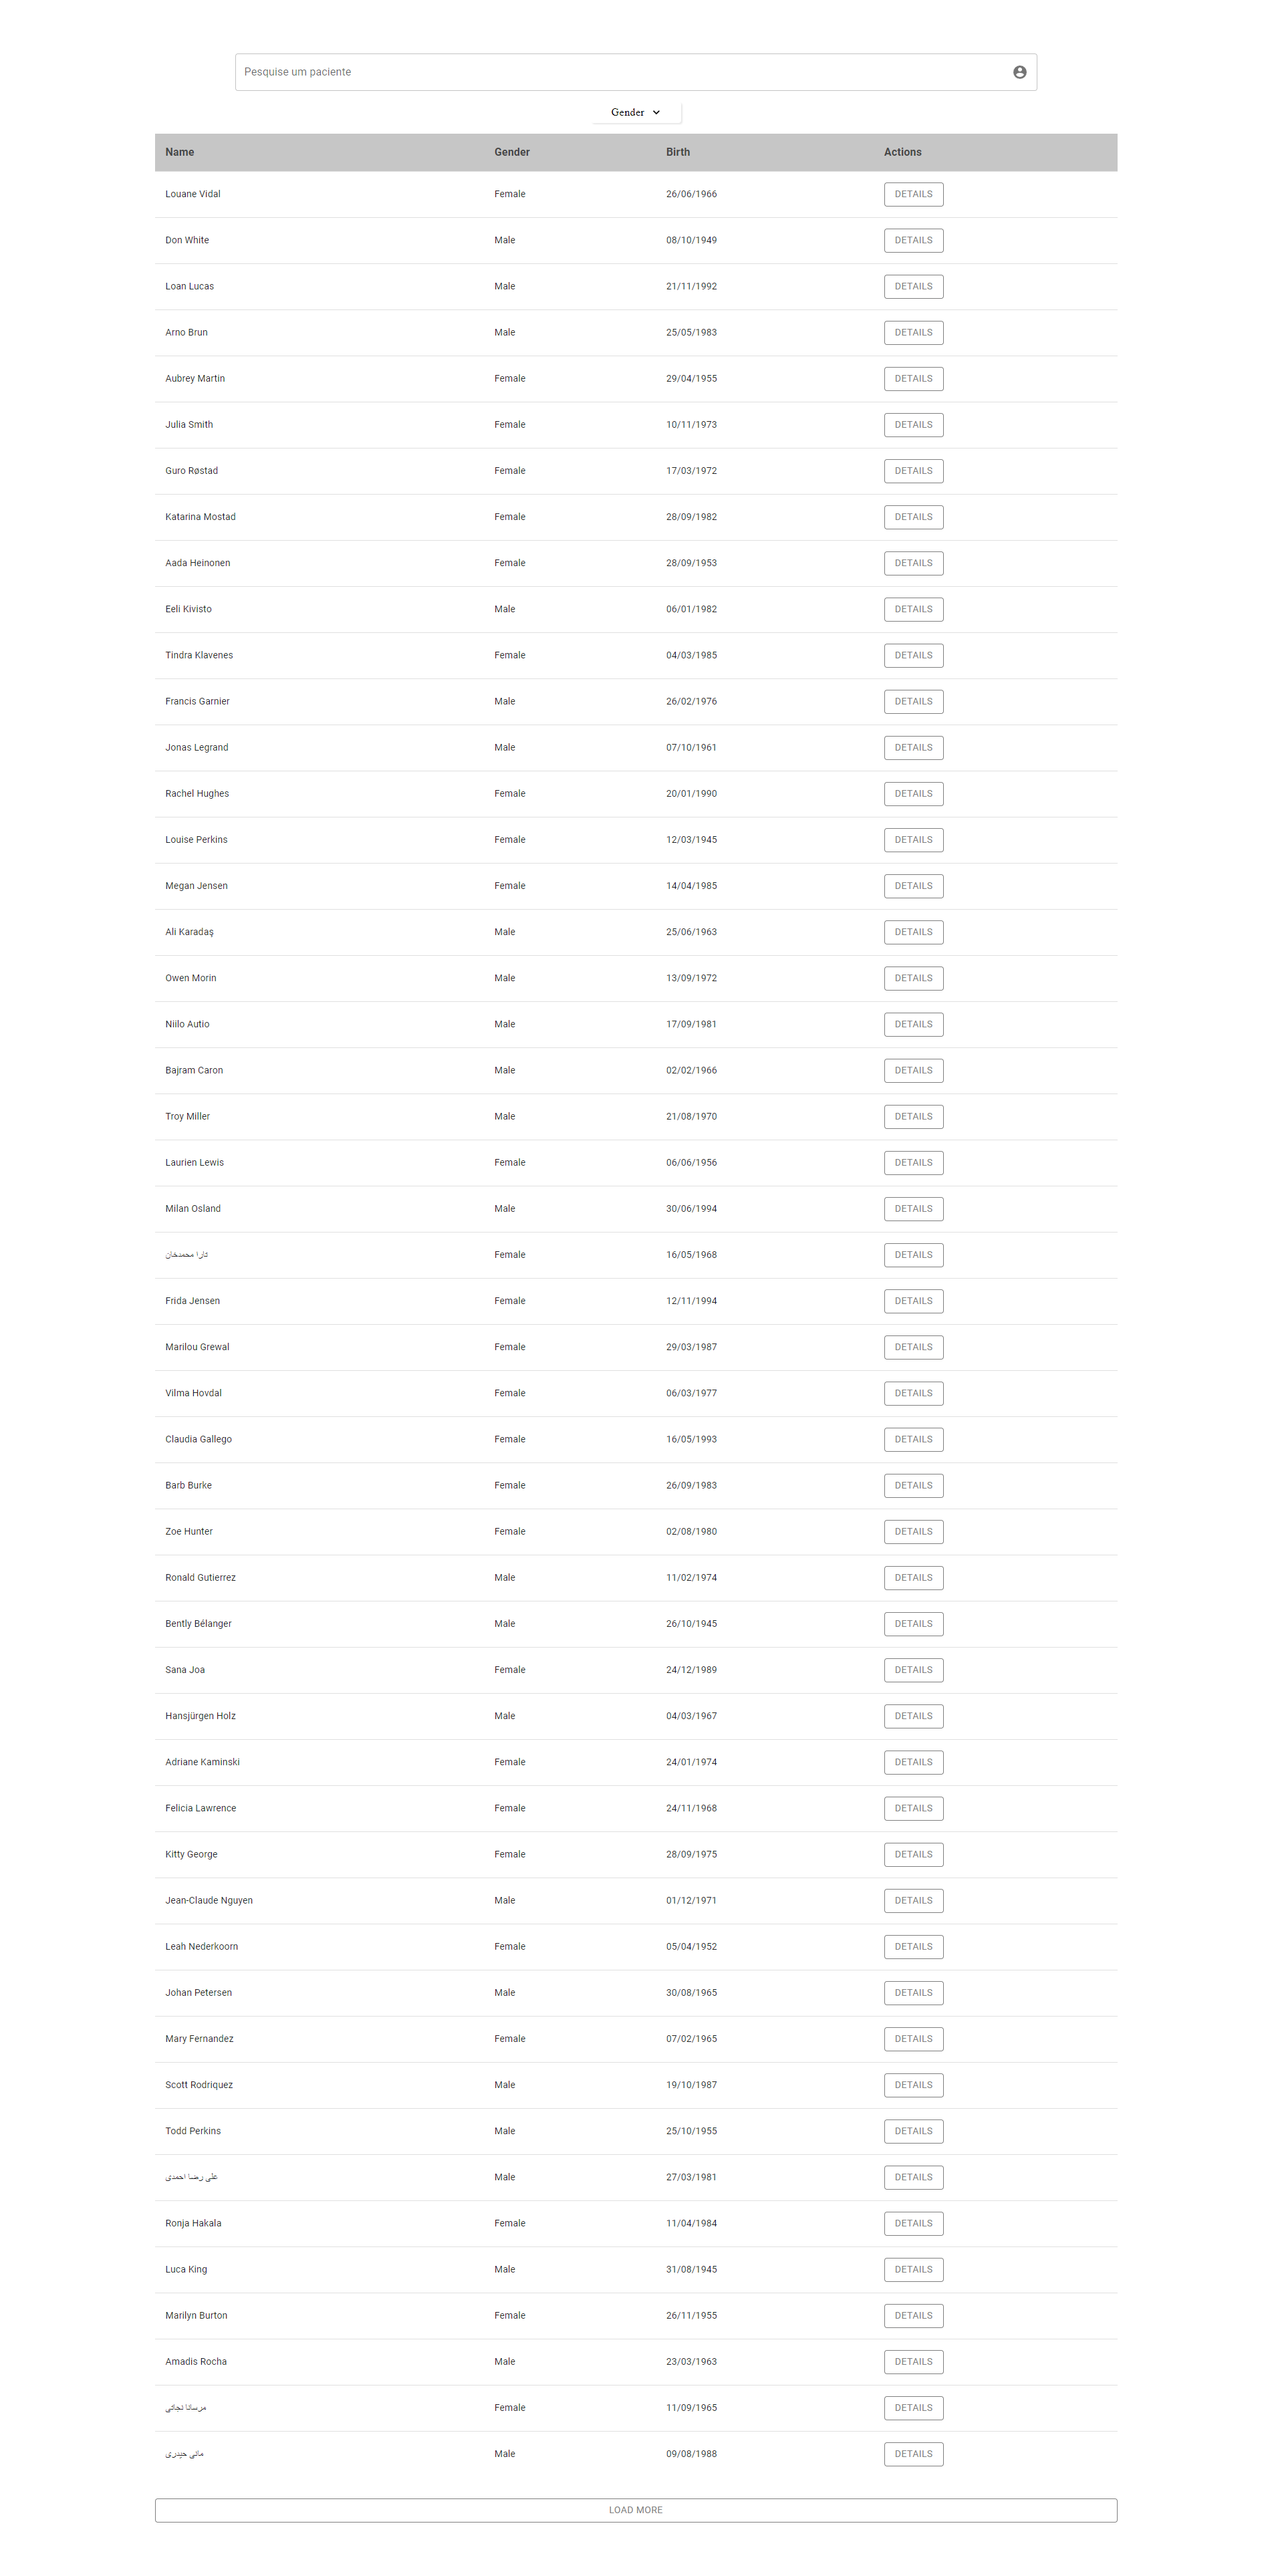 Pesquise um paciente
Gender
Name Gender Birth Actions
Louane Vidal Female 26/06/1966 DETAILS
Don White Male 08/10/1949 DETAILS
Loan Lucas Male 21/11/1992 DETAILS
Arno Brun Male 25/05/1983 DETAILS
Aubrey Martin Female 29/04/1955 DETAILS
Julia Smith Female 10/11/1973 DETAILS
Guro Røstad Female 17/03/1972 DETAILS
Katarina Mostad Female 28/09/1982 DETAILS
Aada Heinonen Female 28/09/1953 DETAILS
Eeli Kivisto Male 06/01/1982 DETAILS
Tindra Klavenes Female 04/03/1985 DETAILS
Francis Garnier Male 26/02/1976 DETAILS
Jonas Legrand Male 07/10/1961 DETAILS
Rachel Hughes Female 20/01/1990 DETAILS
Louise Perkins Female 12/03/1945 DETAILS
Megan Jensen Female 14/04/1985 DETAILS
Ali Karadaş Male 25/06/1963 DETAILS
Owen Morin Male 13/09/1972 DETAILS
Niilo Autio Male 17/09/1981 DETAILS
Bajram Caron Male 02/02/1966 DETAILS
Troy Miller Male 21/08/1970 DETAILS
Laurien Lewis Female 06/06/1956 DETAILS
Milan Osland Male 30/06/1994 DETAILS
تارا محمدخان Female 16/05/1968 DETAILS
Frida Jensen Female 12/11/1994 DETAILS
Marilou Grewal Female 29/03/1987 DETAILS
Vilma Hovdal Female 06/03/1977 DETAILS
Claudia Gallego Female 16/05/1993 DETAILS
Barb Burke Female 26/09/1983 DETAILS
Zoe Hunter Female 02/08/1980 DETAILS
Ronald Gutierrez Male 11/02/1974 DETAILS
Bently Bélanger Male 26/10/1945 DETAILS
Sana Joa Female 24/12/1989 DETAILS
Hansjürgen Holz Male 04/03/1967 DETAILS
Adriane Kaminski Female 24/01/1974 DETAILS
Felicia Lawrence Female 24/11/1968 DETAILS
Kitty George Female 28/09/1975 DETAILS
Jean-Claude Nguyen Male 01/12/1971 DETAILS
Leah Nederkoorn Female 05/04/1952 DETAILS
Johan Petersen Male 30/08/1965 DETAILS
Mary Fernandez Female 07/02/1965 DETAILS
Scott Rodriquez Male 19/10/1987 DETAILS
Todd Perkins Male 25/10/1955 DETAILS
علی رضا احمدی Male 27/03/1981 DETAILS
Ronja Hakala Female 11/04/1984 DETAILS
Luca King Male 31/08/1945 DETAILS
Marilyn Burton Female 26/11/1955 DETAILS
Amadis Rocha Male 23/03/1963 DETAILS
مرسانا نجاتی Female 11/09/1965 DETAILS
مانی حیدری Male 09/08/1988 DETAILS
LOAD MORE